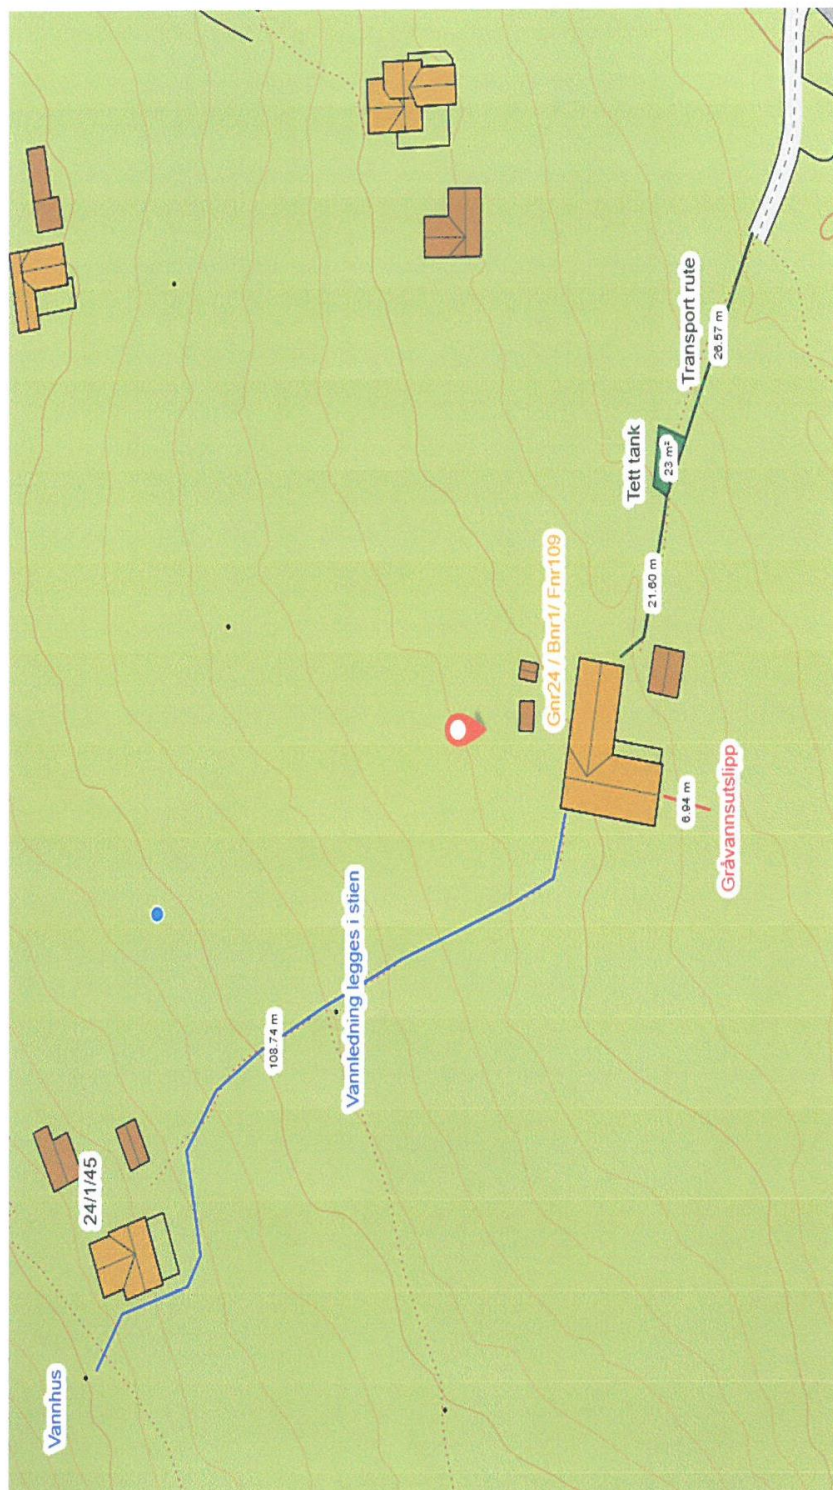 Vannhus
24/1/45
108.74 m
Vannledning legges i stien
Gnr24 / Bnr1/ Fnr109
6.94 m
Gråvannsutslipp
21.60 m
Tett tank
23 m²
Transport rute
26.57 m